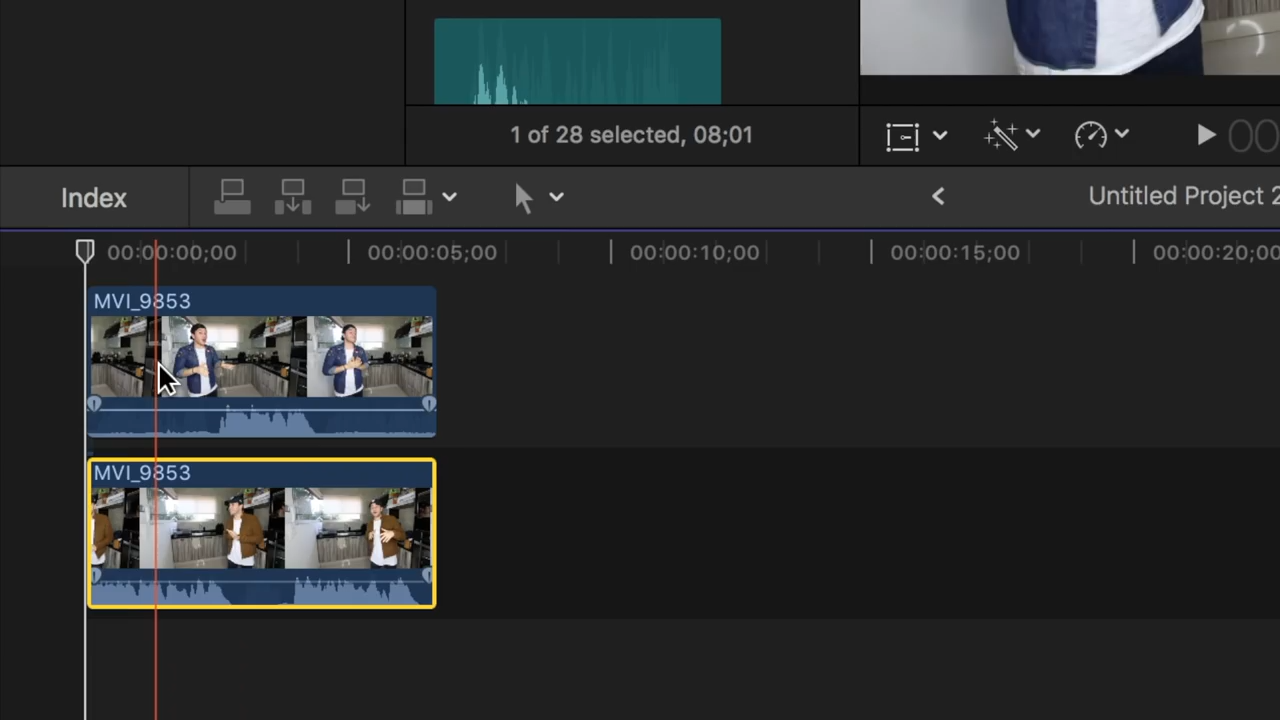 1 of 28 selected, 08;01
00
Index
Untitled Project 2
00:00:00;00 00:00:05;00 00:00:10;00 00:00:15;00 00:00:20;00
MVI_9853
MVI_9853